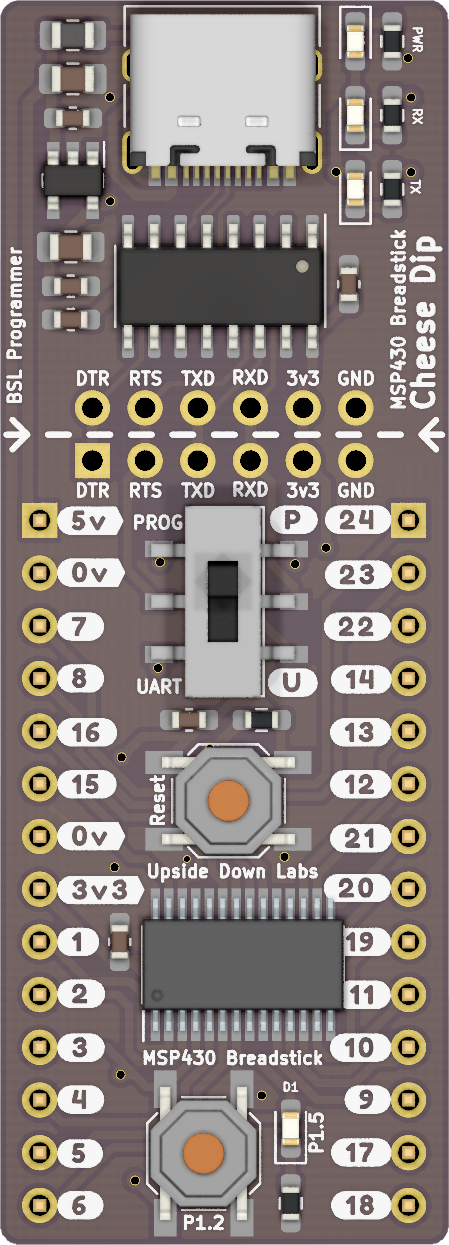 PWR
RX
TX
BSL Programmer
MSP430 Breadstick
Cheese Dip
DTR RTS TXD RXD 3v3 GND
DTR RTS TXD RXD 3v3 GND
5v PROG P 24
0v 23
7 22
8 UART U 14
16 13
15 Reset 12
0v 21
Upside Down Labs
3v3 20
1 19
2 11
3 10
MSP430 Breadstick
4 D1 9
5 P1.5 17
6 P1.2 18